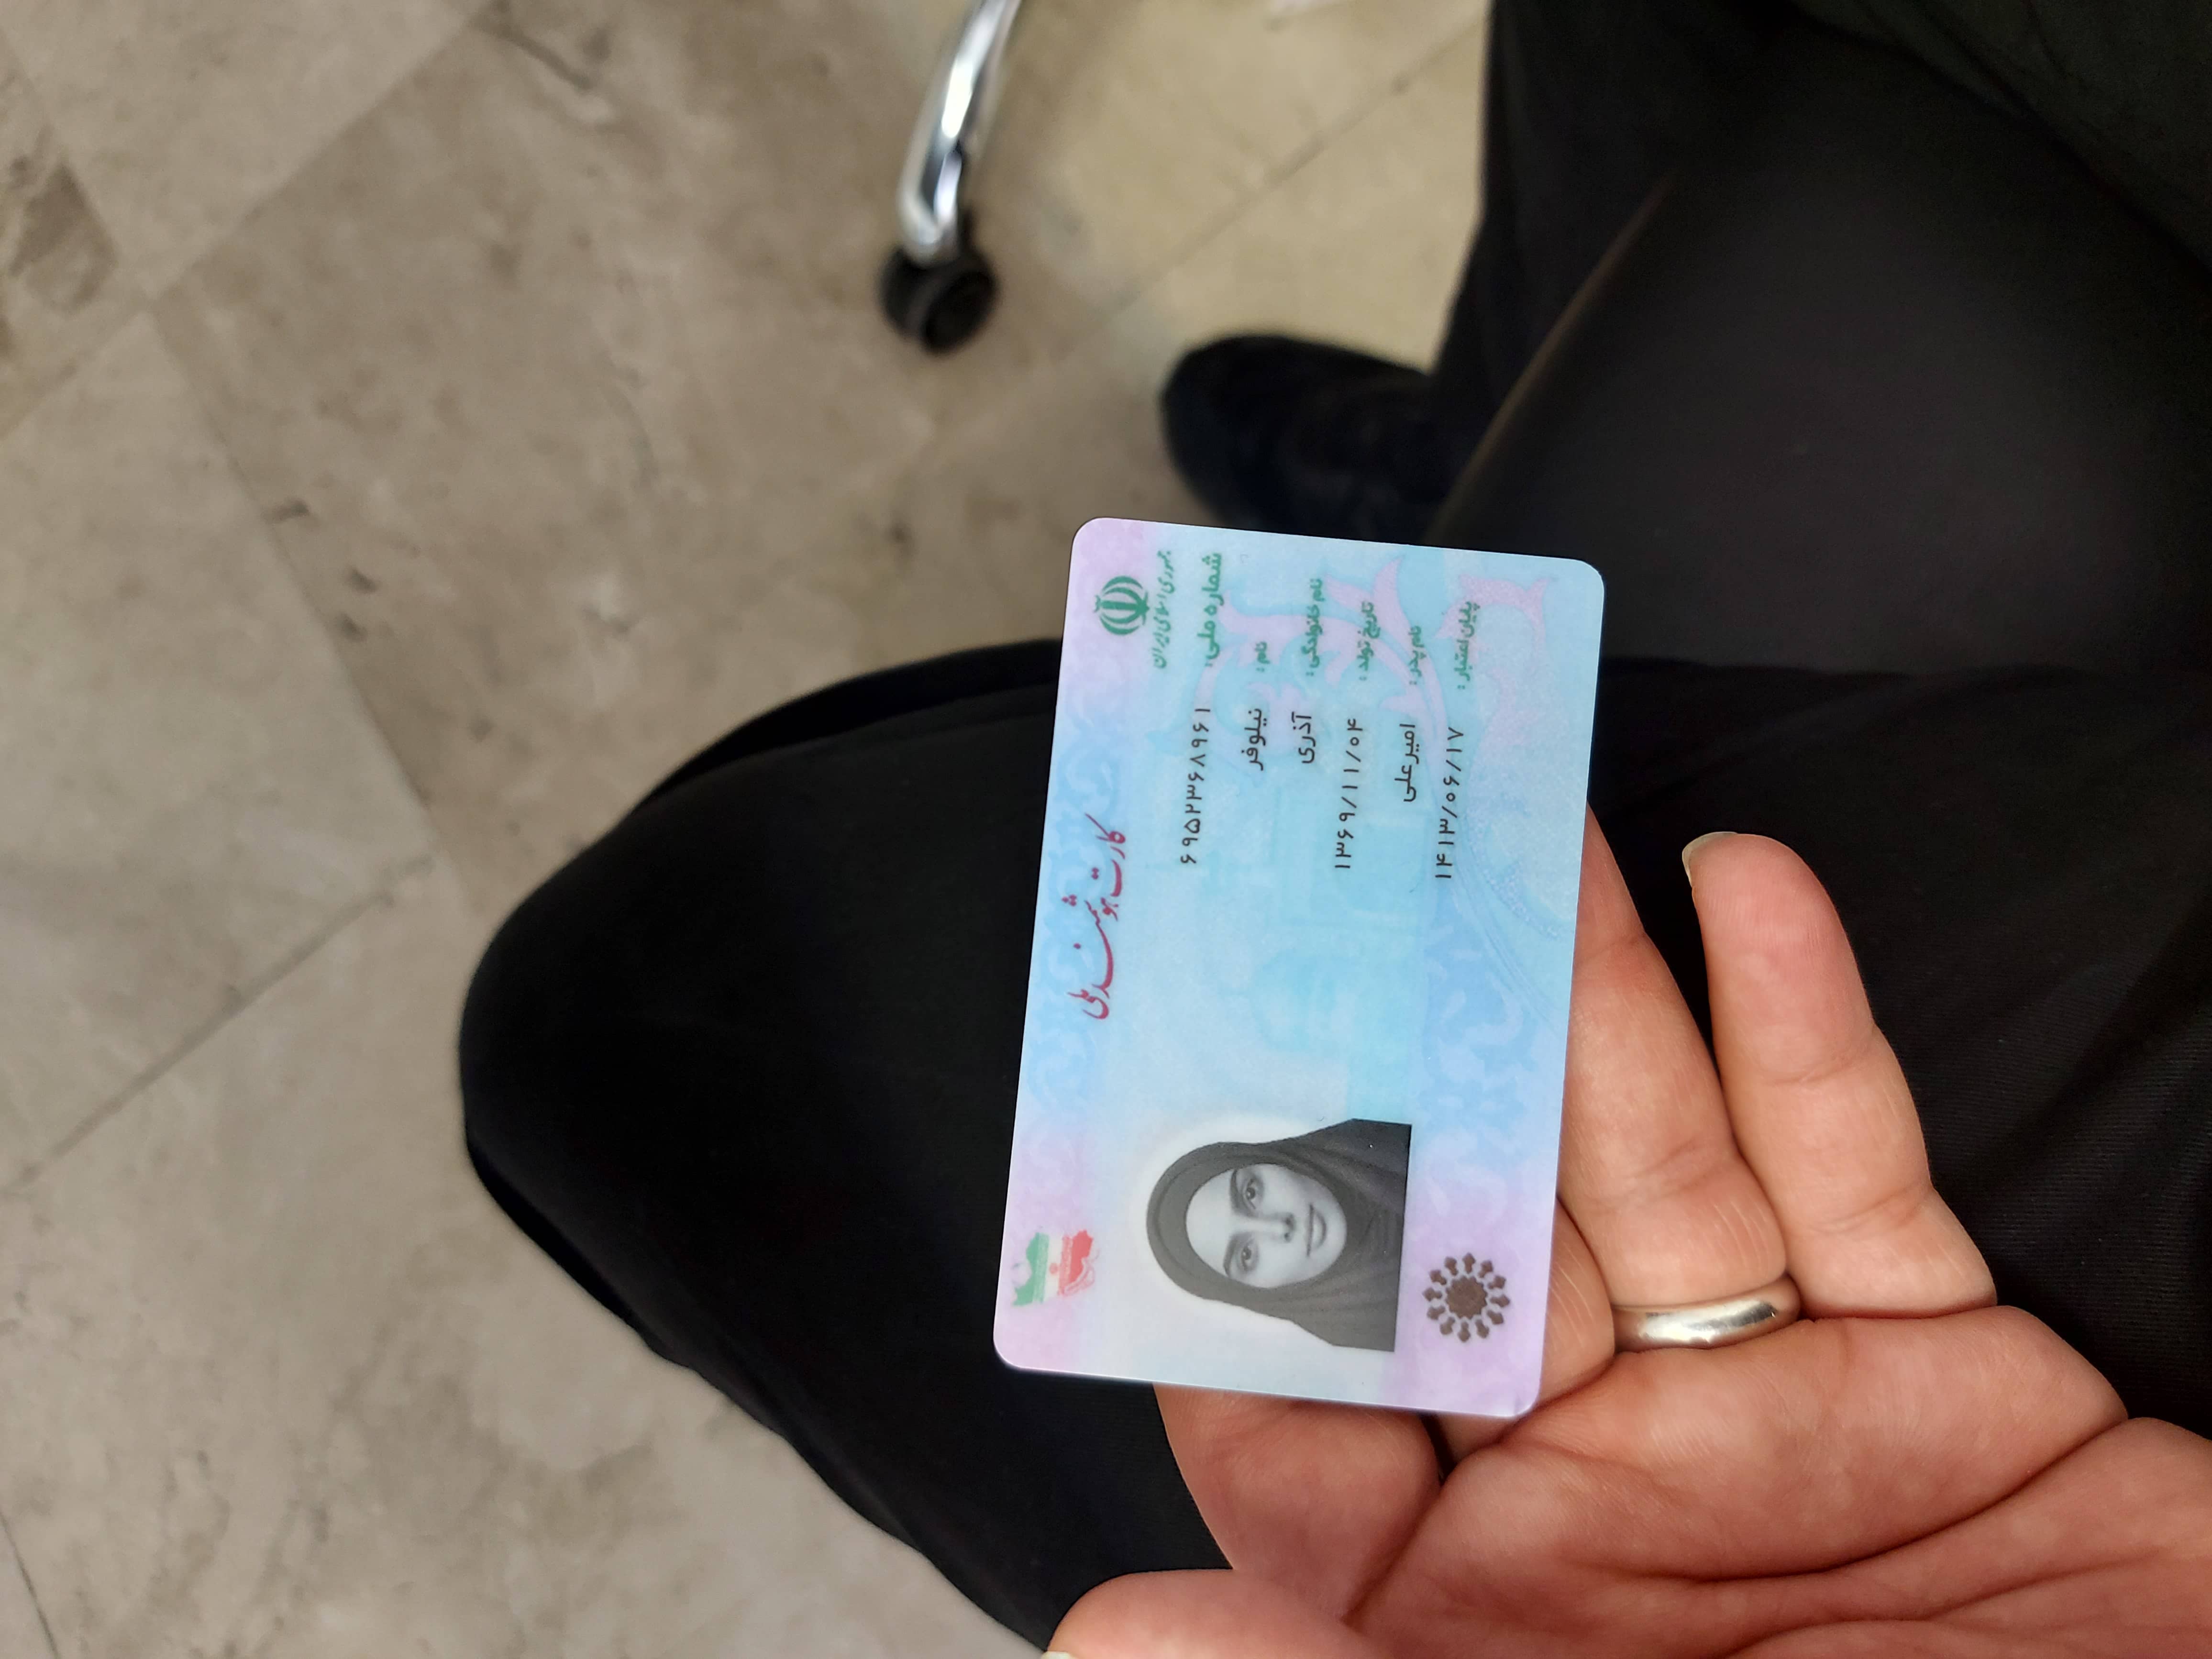 جمهوری اسلامی ایران
کارت هوشمند ملی
شماره ملی: ۶۹۵۲۳۶۸۹۶۱
نام: نیلوفر
نام خانوادگی: آذری
تاریخ تولد: ۱۳۶۹/۱۱/۰۴
نام پدر: امیرعلی
پایان اعتبار: ۱۴۱۳/۰۶/۱۷